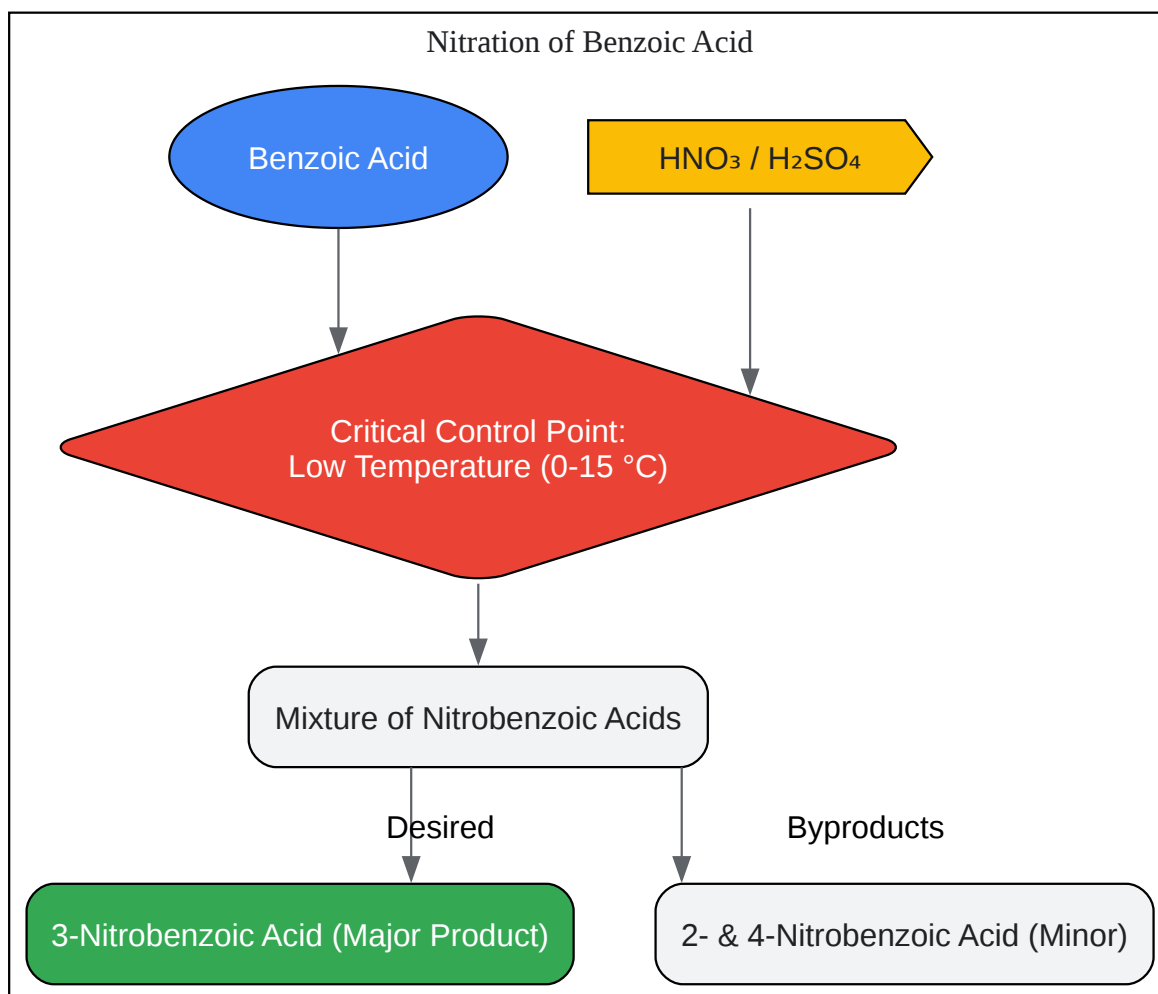 Nitration of Benzoic Acid
Benzoic Acid
HNO₃ / H₂SO₄
Critical Control Point:
Low Temperature (0-15 °C)
Mixture of Nitrobenzoic Acids
Desired
Byproducts
3-Nitrobenzoic Acid (Major Product)
2- & 4-Nitrobenzoic Acid (Minor)